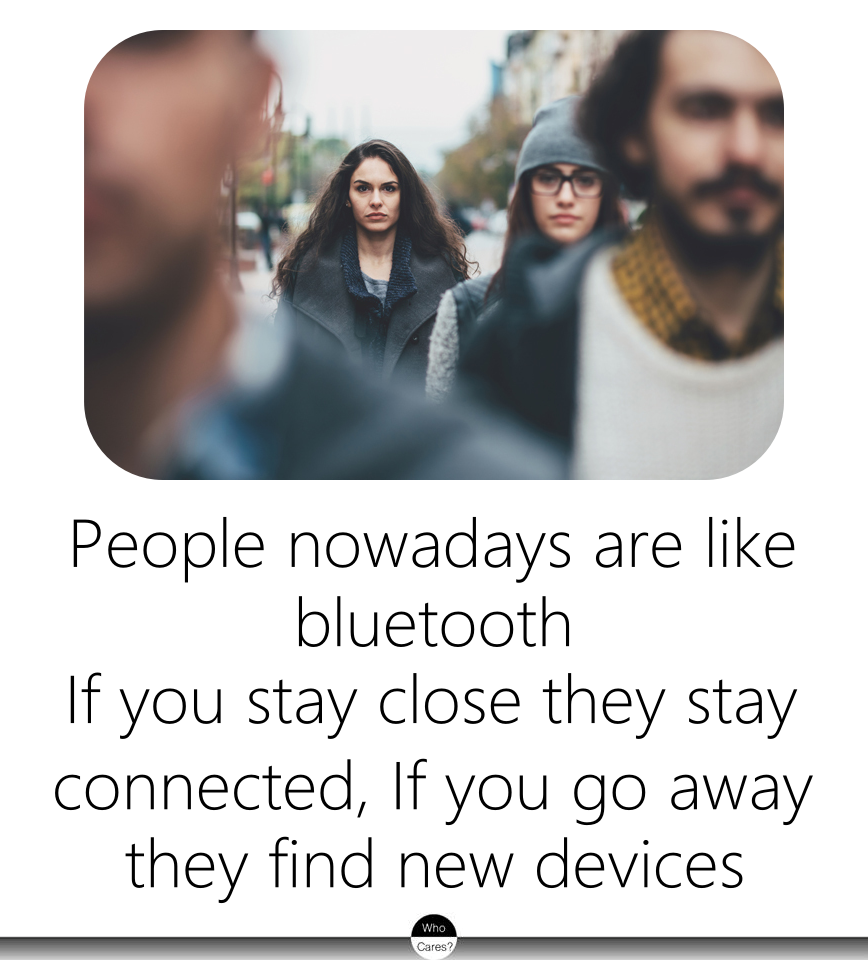 People nowadays are like
bluetooth
If you stay close they stay
connected, If you go away
they find new devices
Who
Cares?